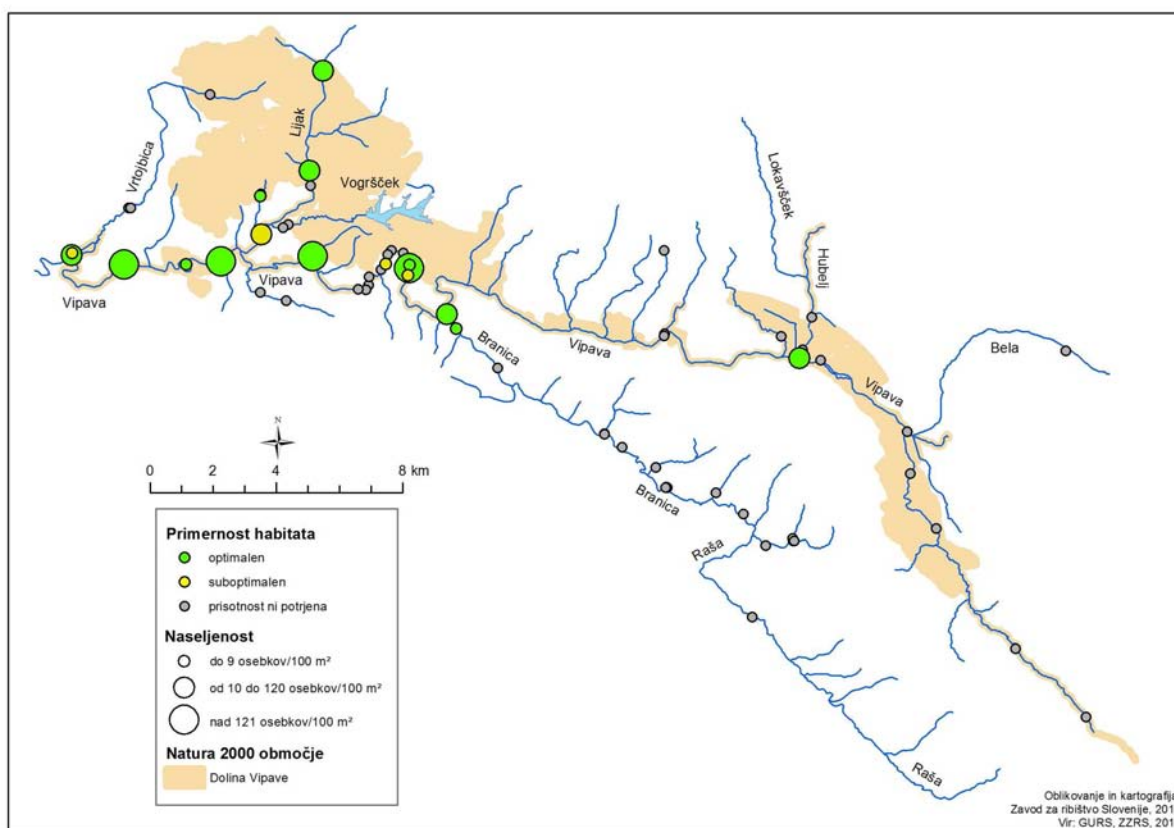 Lijak
Vrtojbica
Vogršček
Lokavšček
Hubelj
Vipava
Vipava
Vipava
Vipava
Bela
Branica
Branica
Raša
Raša
N
0 2 4 8 km
Primernost habitata
optimalen
suboptimalen
prisotnost ni potrjena
Naseljenost
do 9 osebkov/100 m²
od 10 do 120 osebkov/100 m²
nad 121 osebkov/100 m²
Natura 2000 območje
Dolina Vipave
Oblikovanje in kartografija
Zavod za ribištvo Slovenije, 201
Vir: GURS, ZZRS, 201